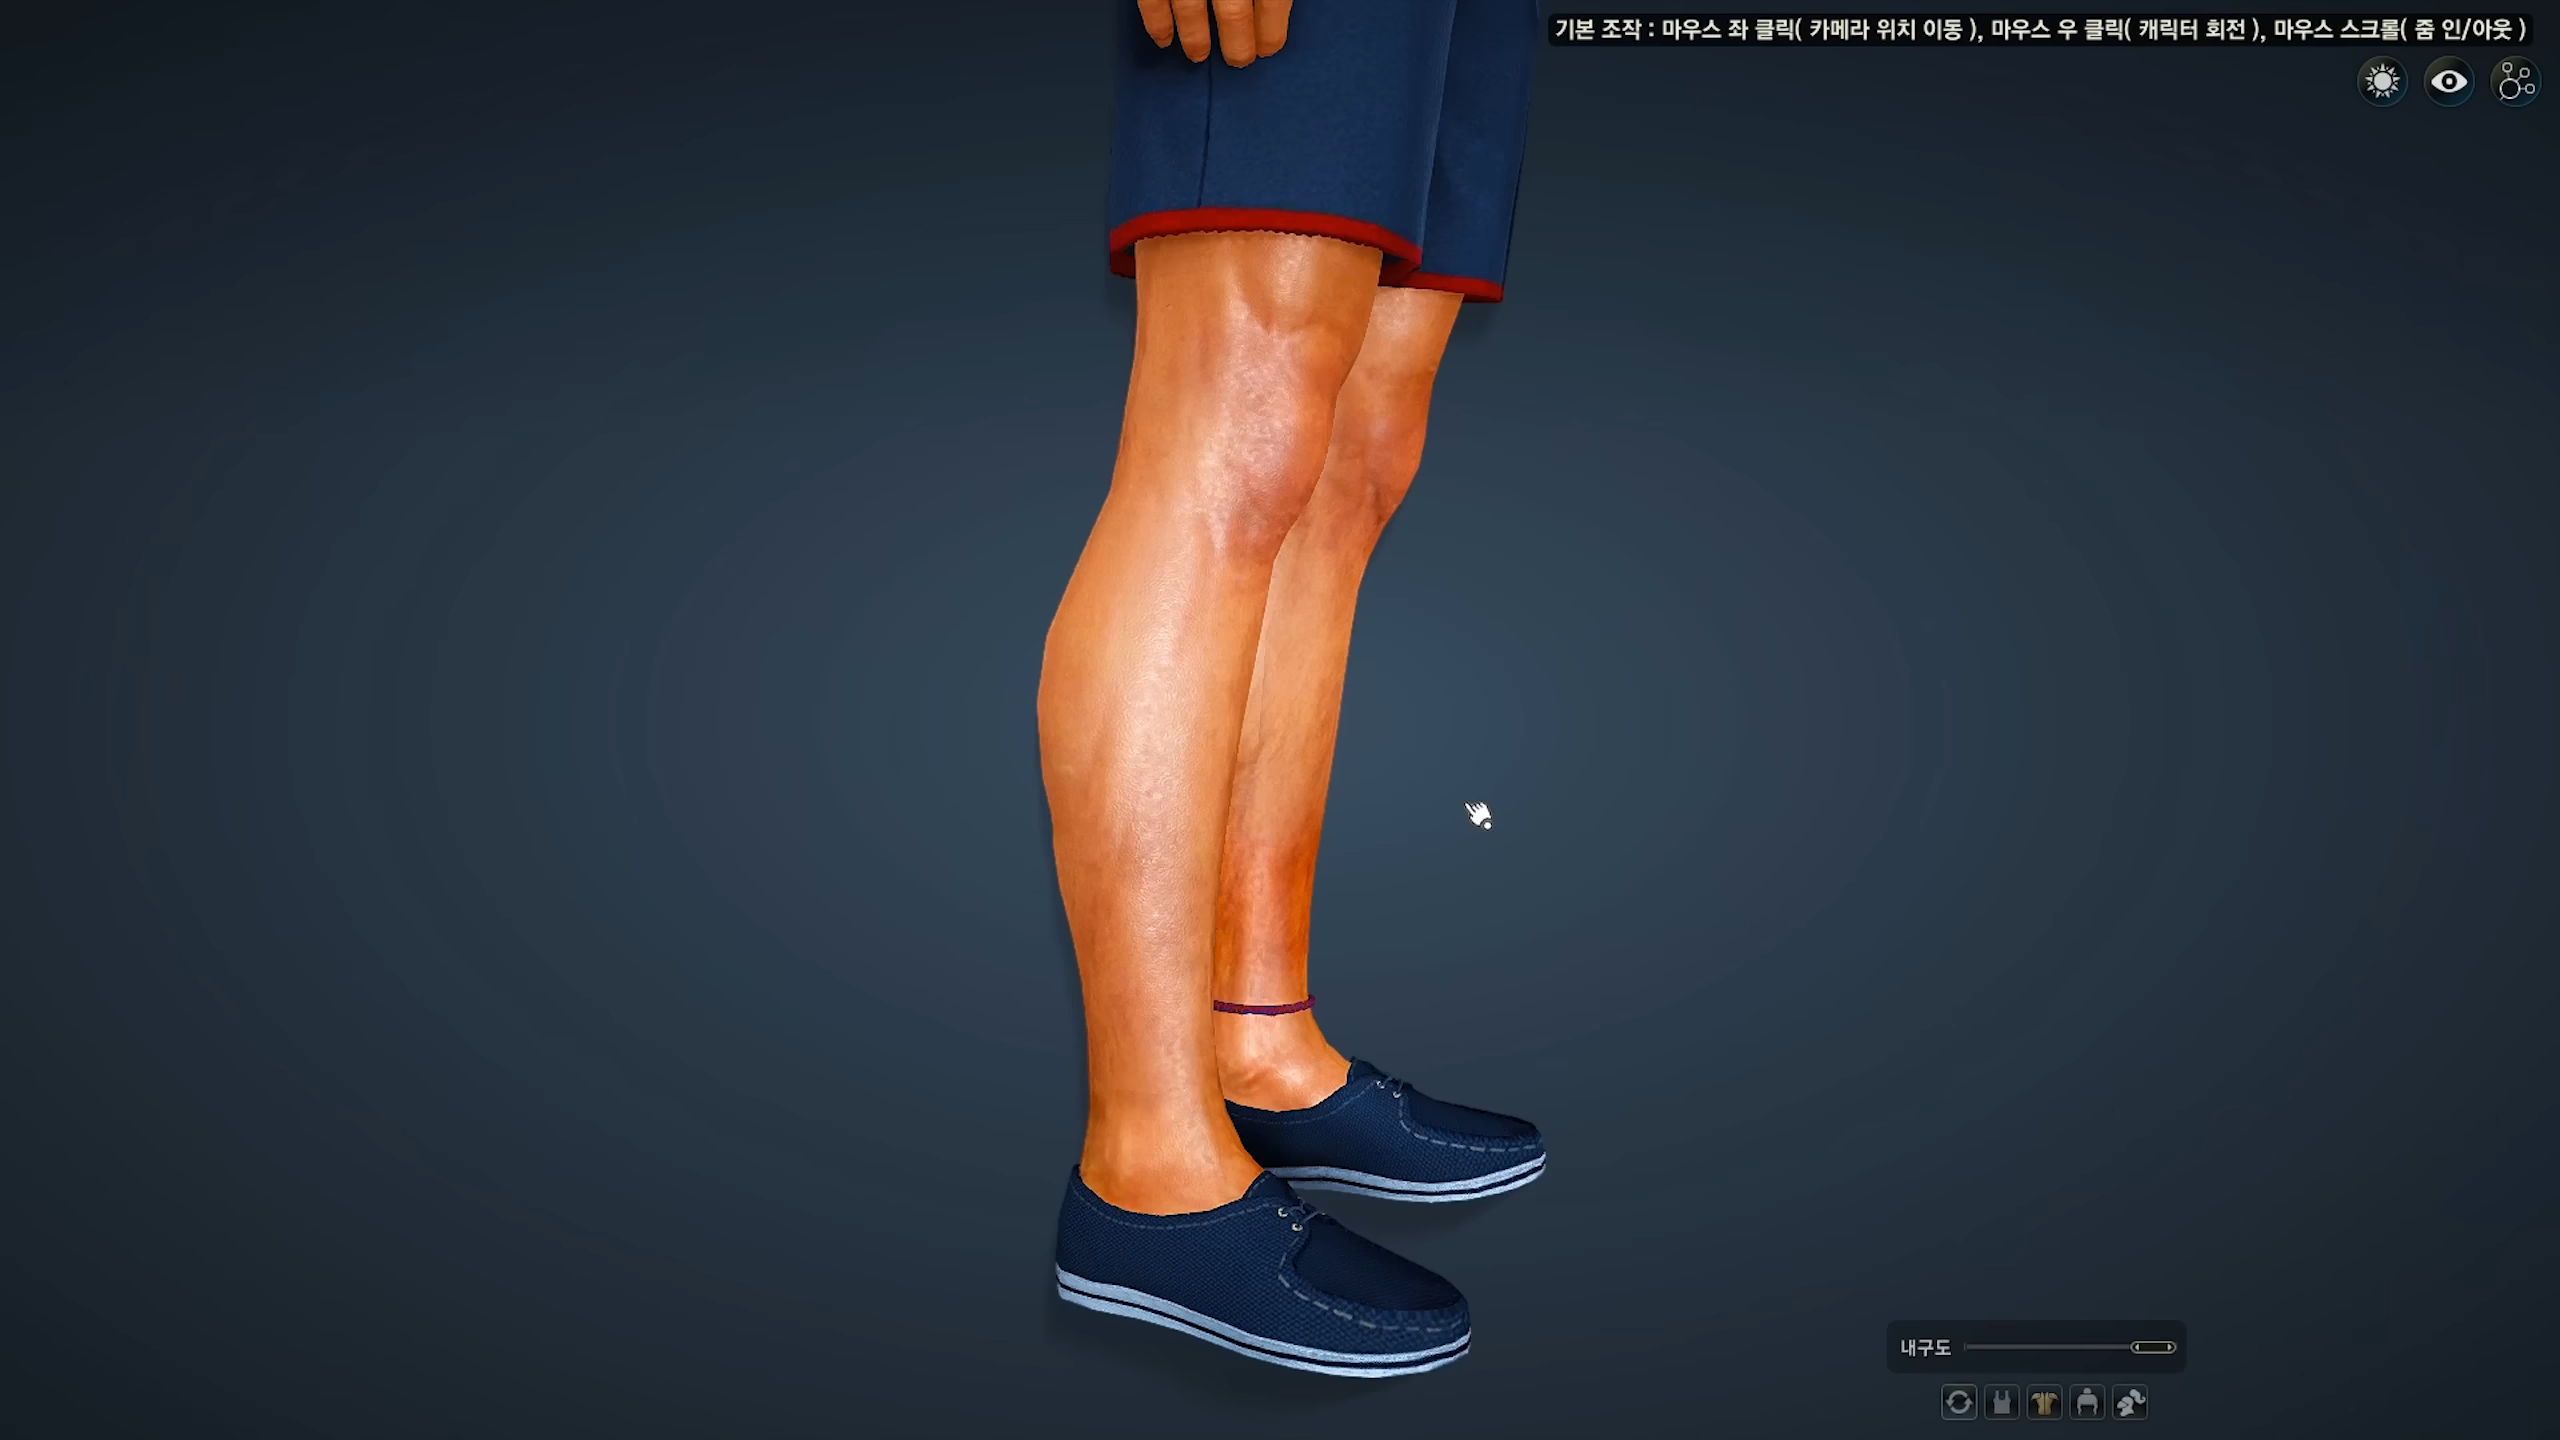 기본 조작 : 마우스 좌 클릭( 카메라 위치 이동 ), 마우스 우 클릭( 캐릭터 회전 ), 마우스 스크롤( 줌 인/아웃 )
내구도